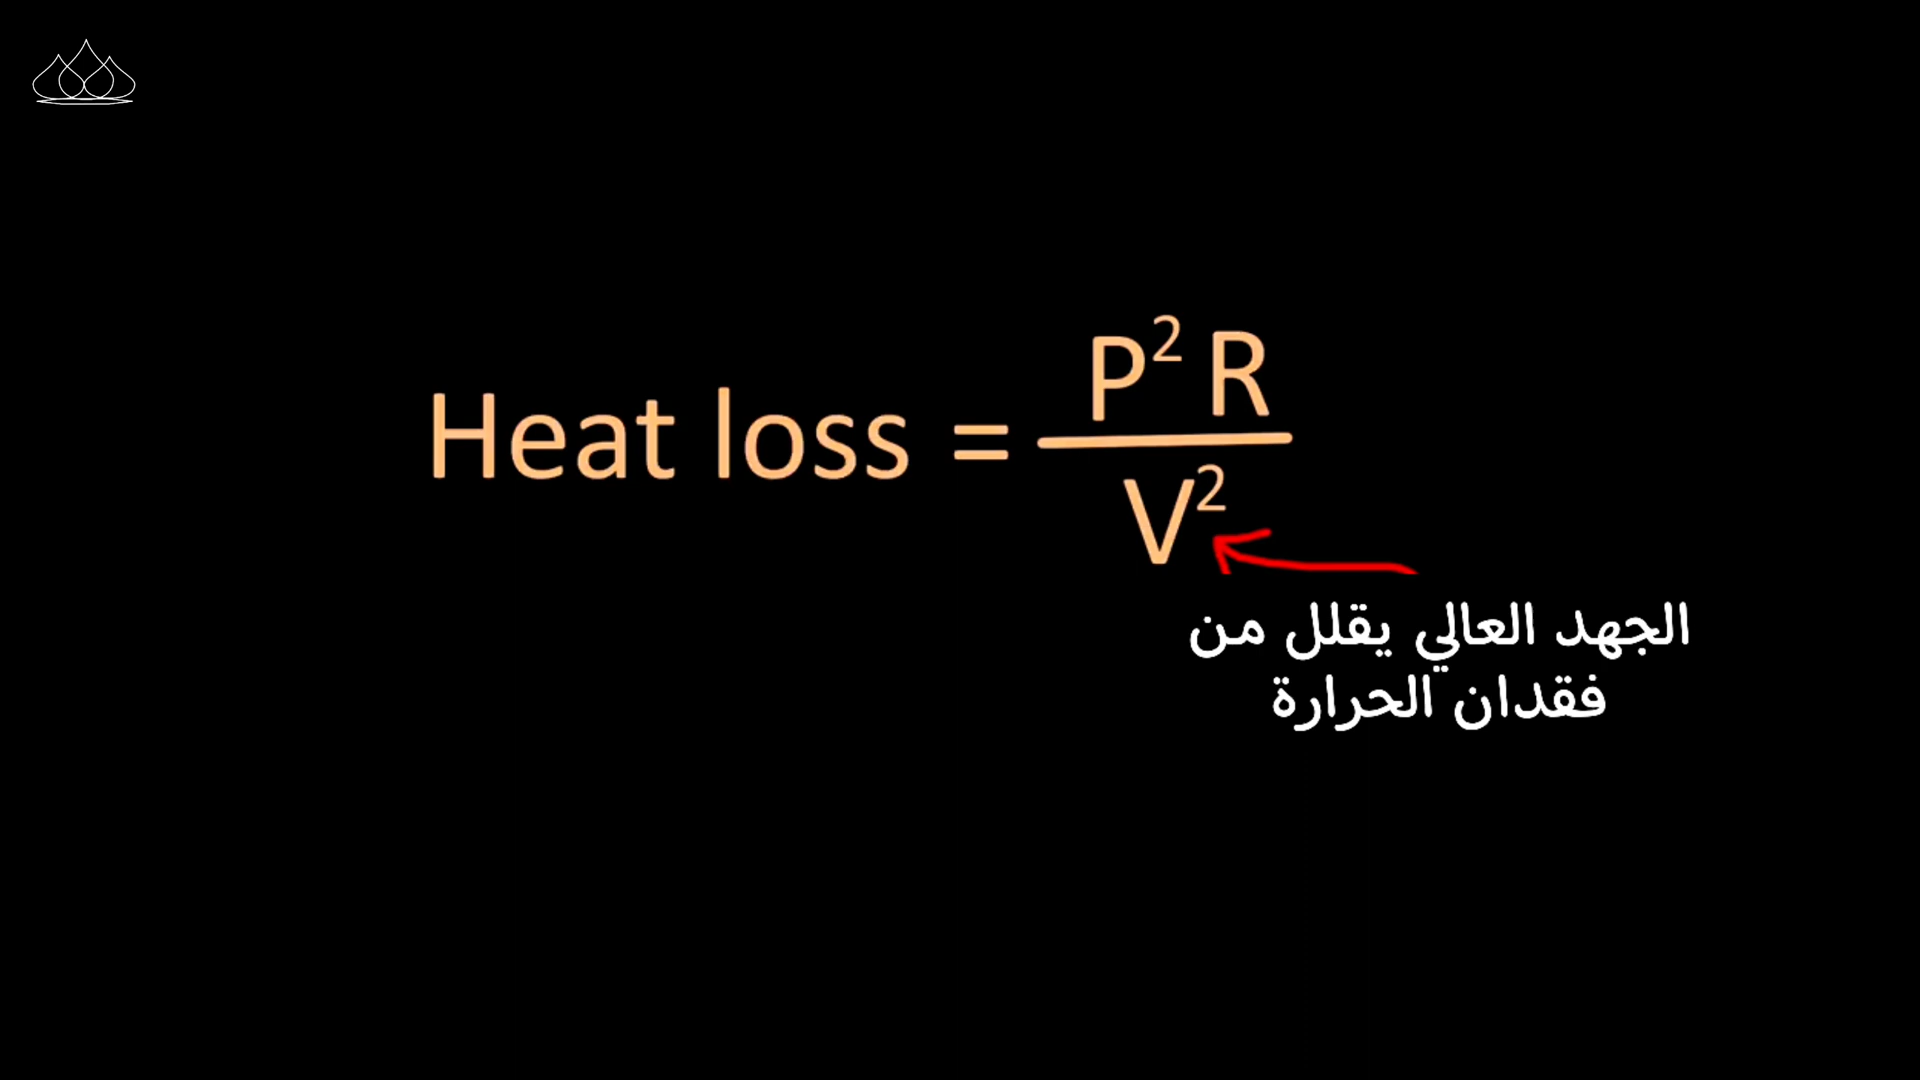 Heat loss = P² R / V²
الجهد العالي يقلل من
فقدان الحرارة